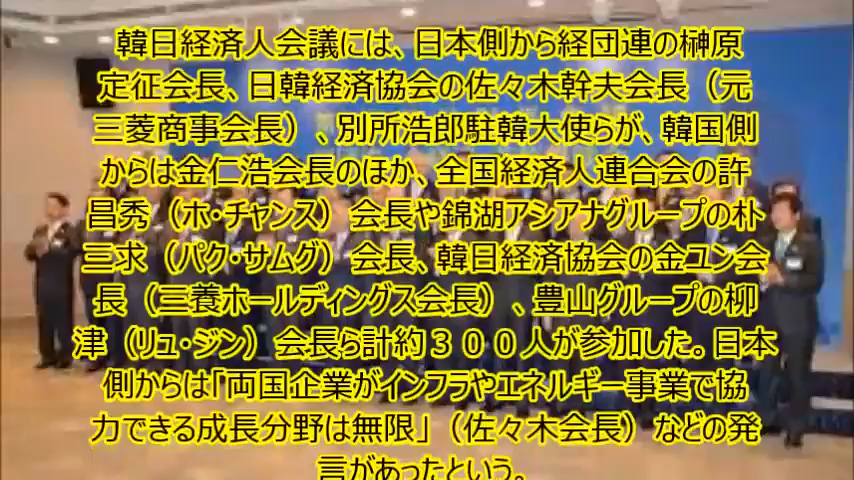 韓日経済人会議には、日本側から経団連の榊原
定征会長、日韓経済協会の佐々木幹夫会長（元
三菱商事会長）、別所浩郎駐韓大使らが、韓国側
からは金仁浩会長のほか、全国経済人連合会の許
昌秀（ホ・チャンス）会長や錦湖アシアナグループの朴
三求（パク・サムグ）会長、韓日経済協会の金ユン会
長（三養ホールディングス会長）、豊山グループの柳
津（リュ・ジン）会長ら計約３００人が参加した。日本
側からは「両国企業がインフラやエネルギー事業で協
力できる成長分野は無限」（佐々木会長）などの発
言があったという。